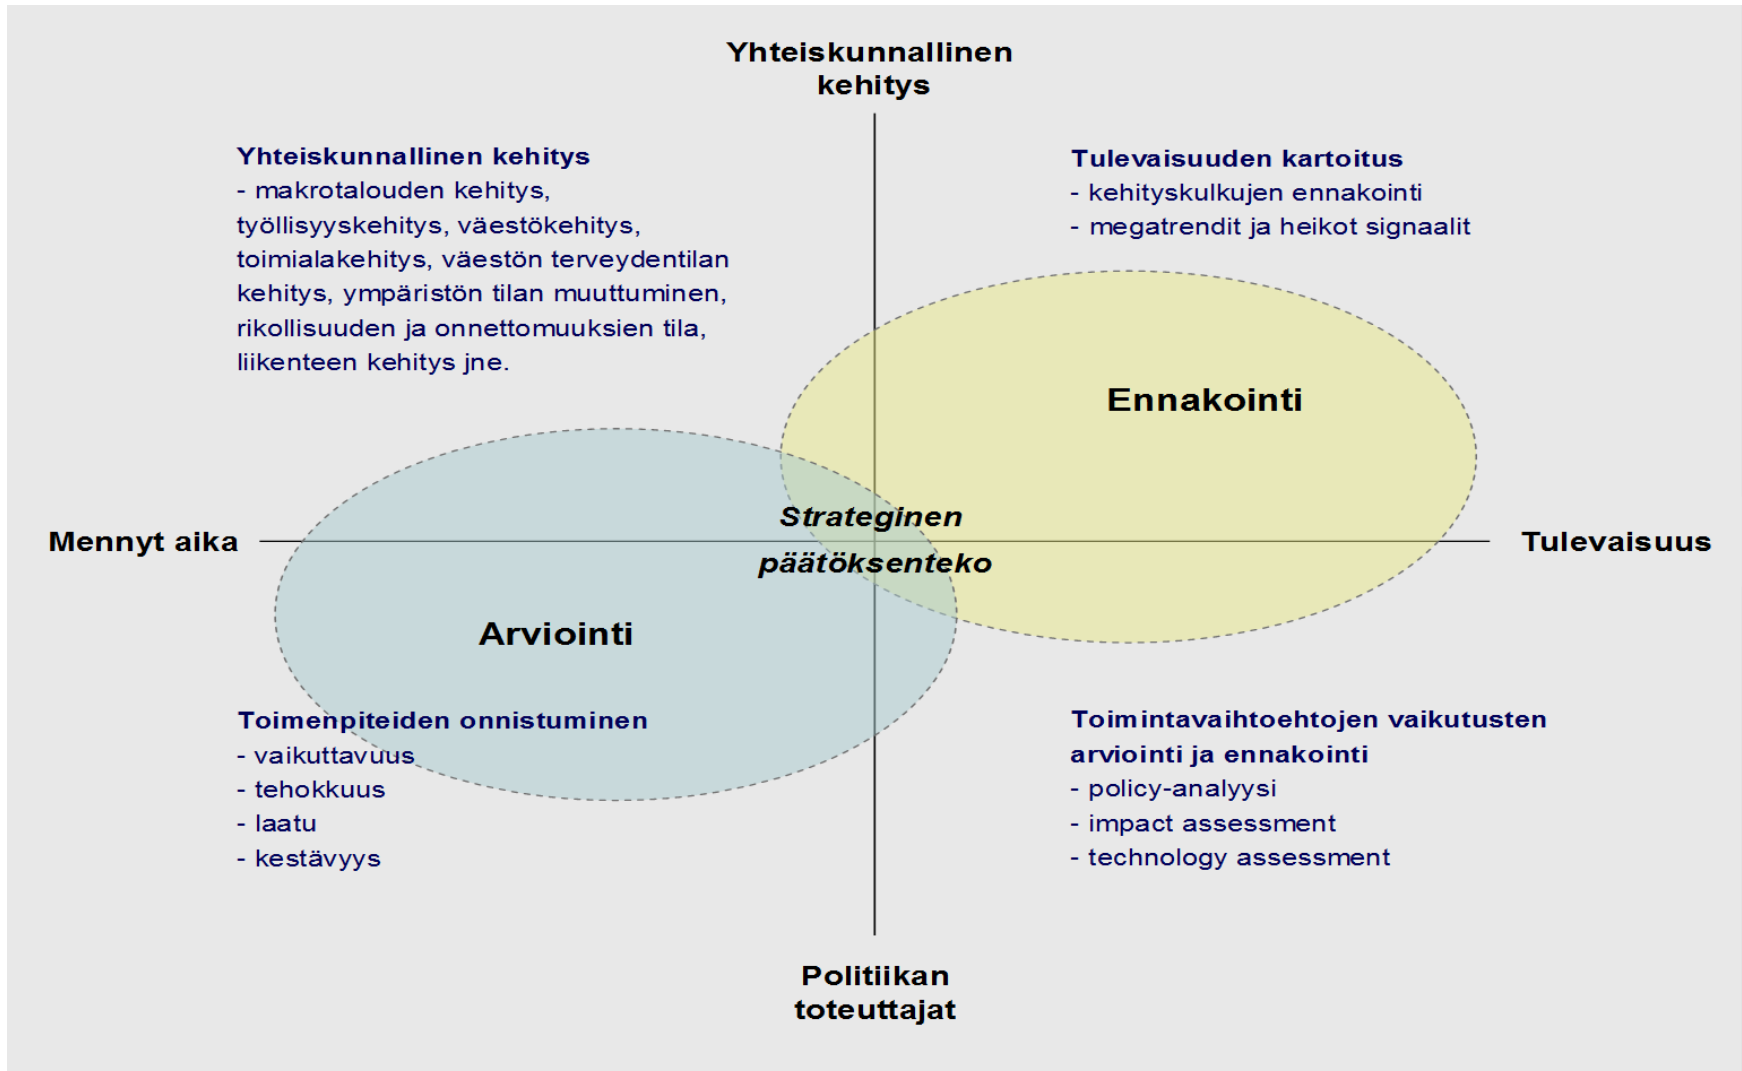 Yhteiskunnallinen
kehitys
Yhteiskunnallinen kehitys
- makrotalouden kehitys,
työllisyyskehitys, väestökehitys,
toimialakehitys, väestön terveydentilan
kehitys, ympäristön tilan muuttuminen,
rikollisuuden ja onnettomuuksien tila,
liikenteen kehitys jne.
Tulevaisuuden kartoitus
- kehityskulkujen ennakointi
- megatrendit ja heikot signaalit
Ennakointi
Mennyt aika
Strateginen
päätöksenteko
Tulevaisuus
Arviointi
Toimenpiteiden onnistuminen
- vaikuttavuus
- tehokkuus
- laatu
- kestävyys
Toimintavaihtoehtojen vaikutusten
arviointi ja ennakointi
- policy-analyysi
- impact assessment
- technology assessment
Politiikan
toteuttajat